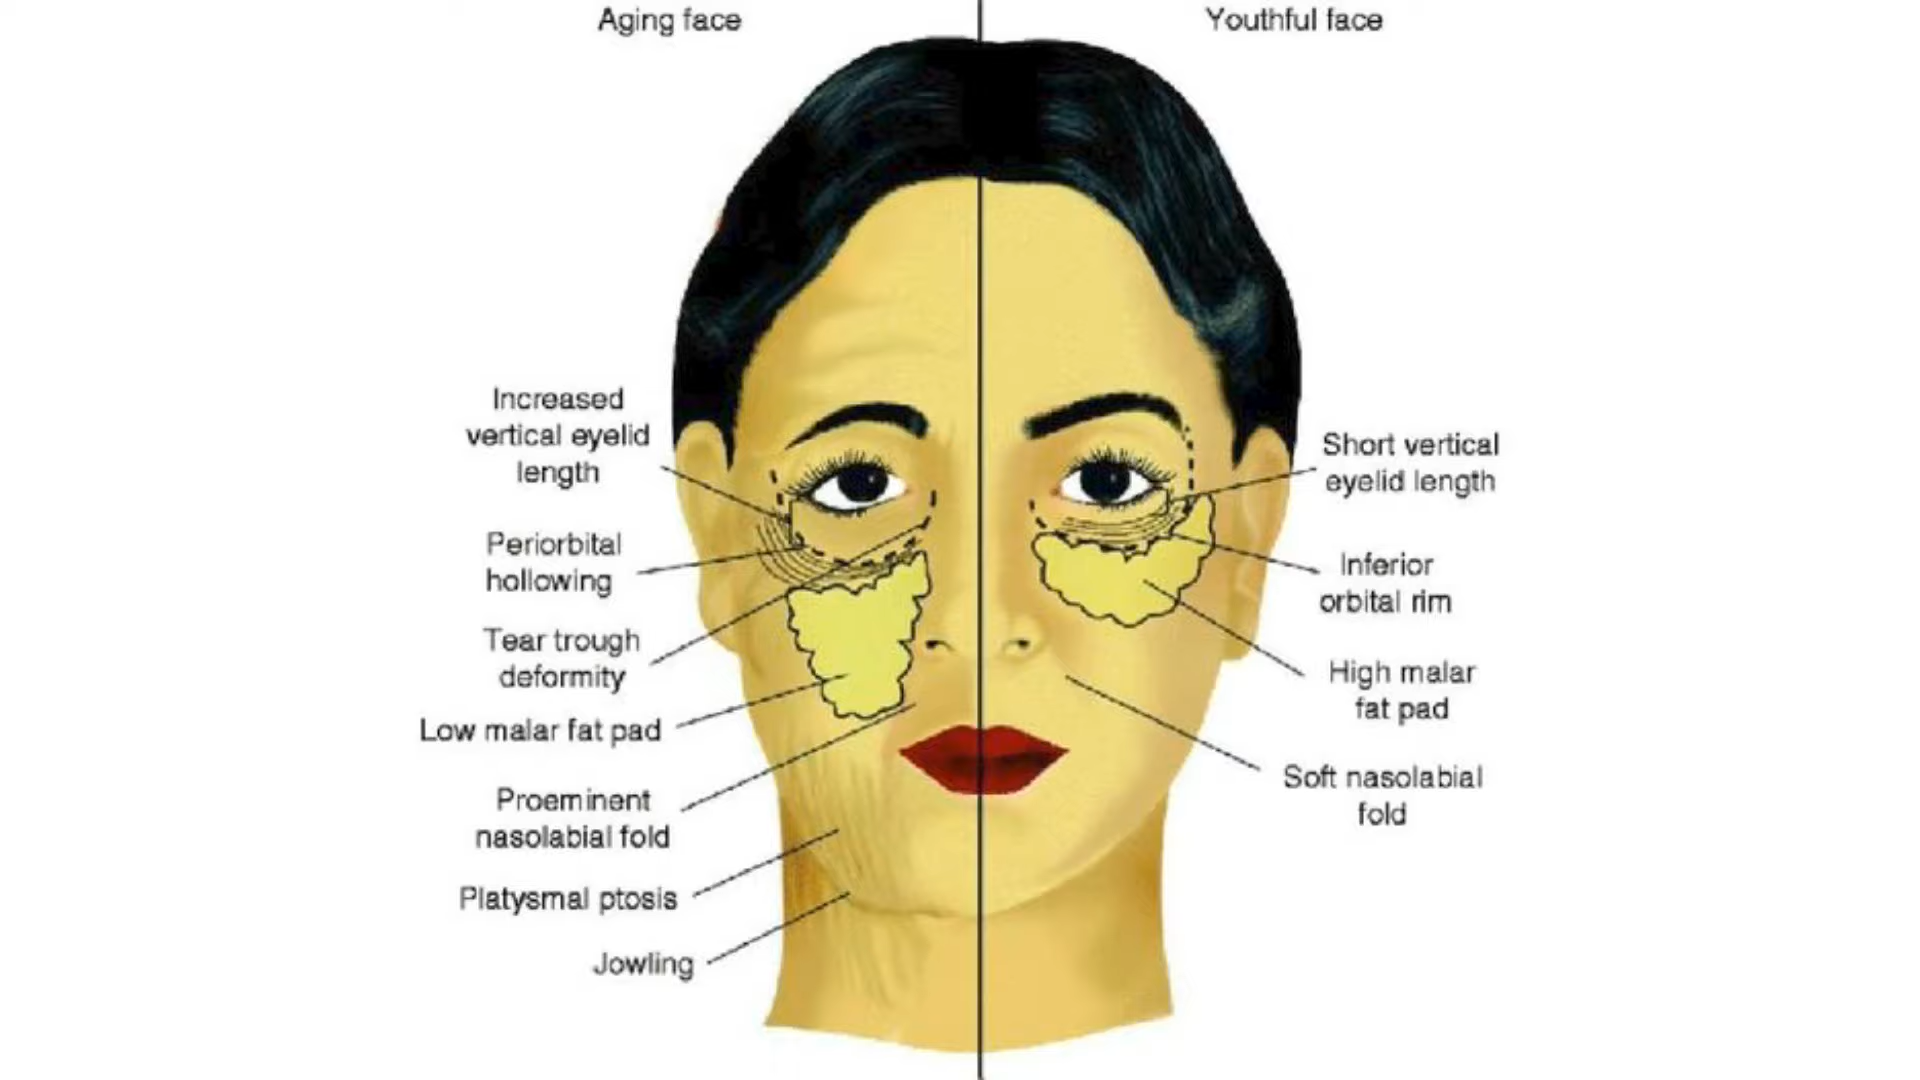 Aging face
Youthful face
Increased
vertical eyelid
length
Periorbital
hollowing
Tear trough
deformity
Low malar fat pad
Proeminent
nasolabial fold
Platysmal ptosis
Jowling
Short vertical
eyelid length
Inferior
orbital rim
High malar
fat pad
Soft nasolabial
fold